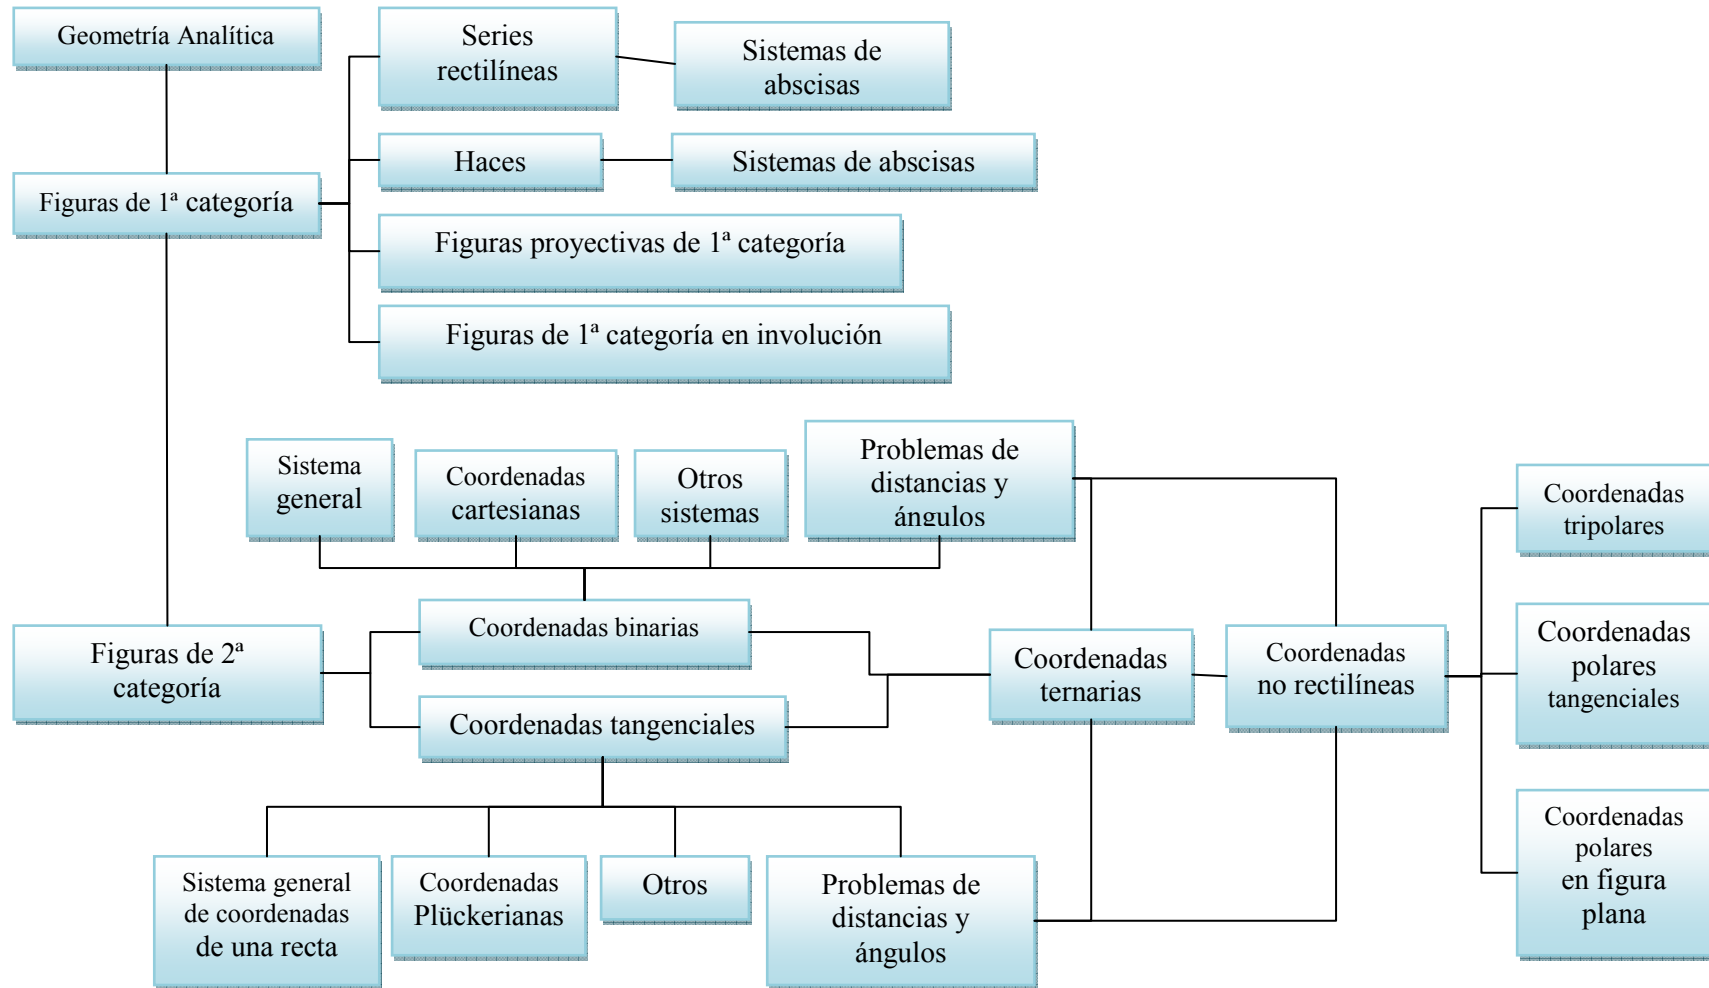 Geometría Analítica
Series
rectilíneas
Sistemas de
abscisas
Haces
Sistemas de abscisas
Figuras de 1ª categoría
Figuras proyectivas de 1ª categoría
Figuras de 1ª categoría en involución
Sistema
general
Coordenadas
cartesianas
Otros
sistemas
Problemas de
distancias y
ángulos
Coordenadas
tripolares
Coordenadas binarias
Figuras de 2ª
categoría
Coordenadas
ternarias
Coordenadas
no rectilíneas
Coordenadas
polares
tangenciales
Coordenadas tangenciales
Sistema general
de coordenadas
de una recta
Coordenadas
Plückerianas
Otros
Problemas de
distancias y
ángulos
Coordenadas
polares
en figura
plana